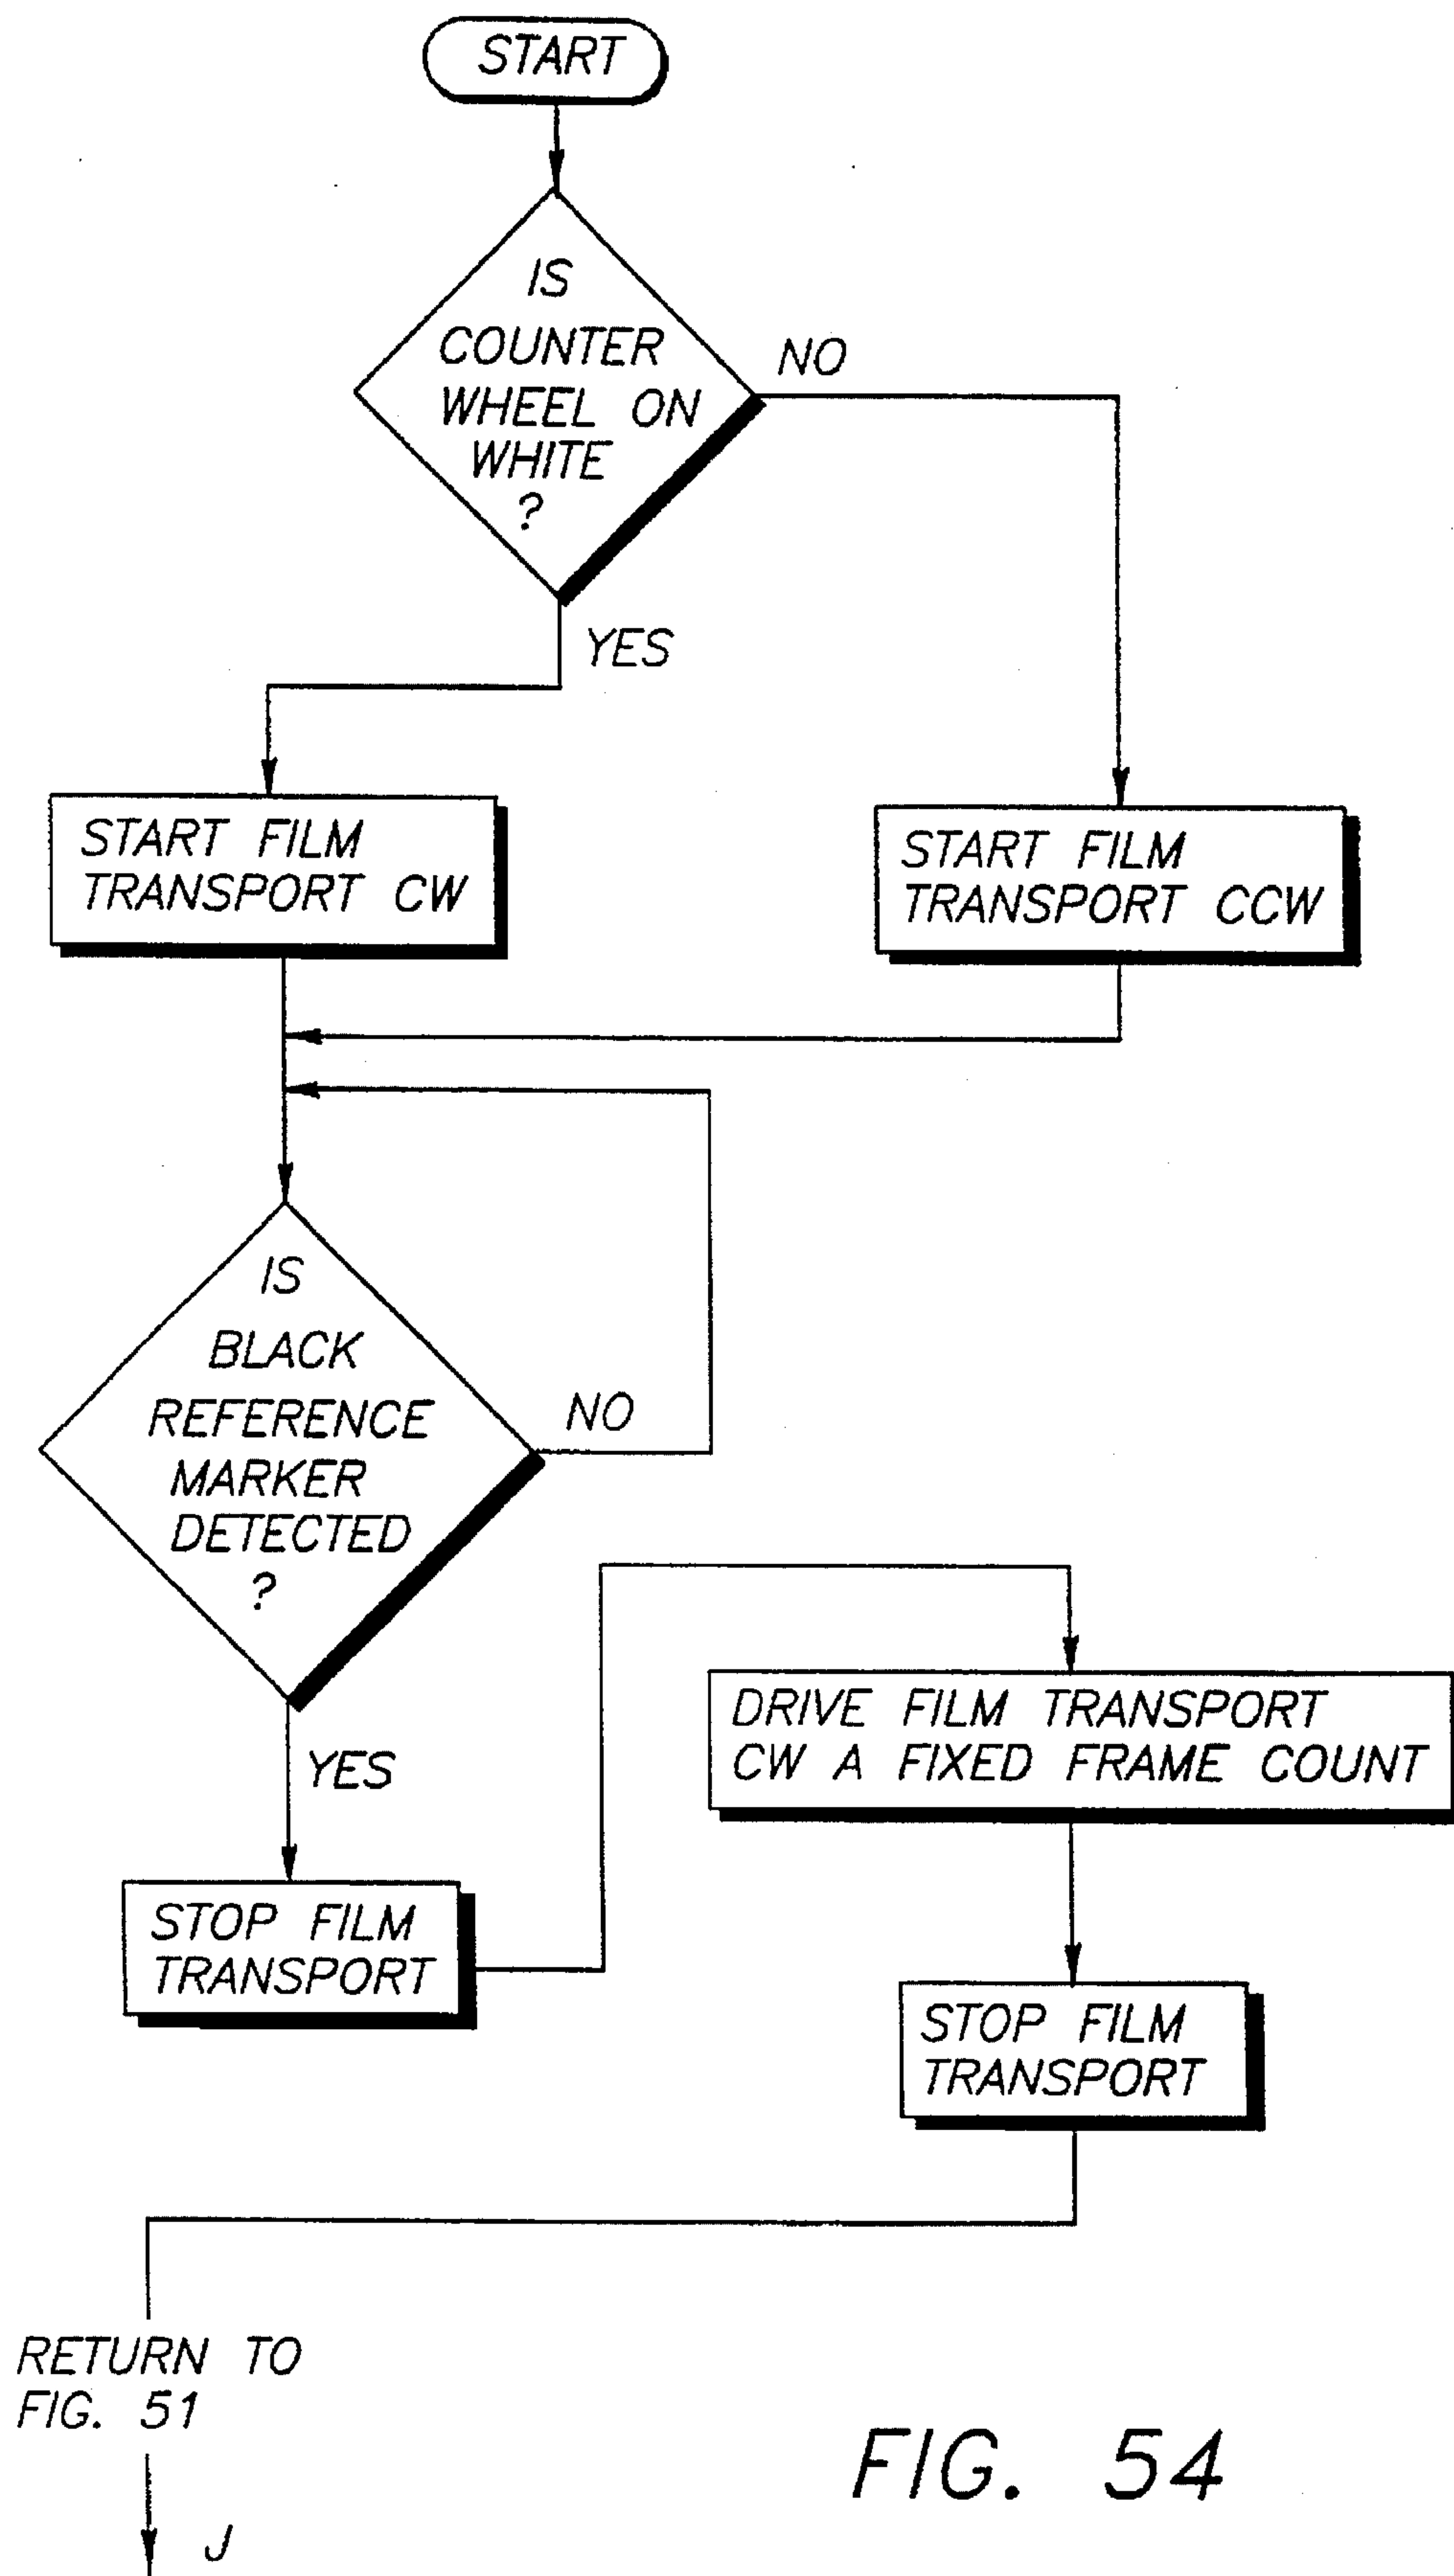 START
IS
COUNTER
WHEEL ON
WHITE
?
NO
YES
START FILM
TRANSPORT CW
START FILM
TRANSPORT CCW
IS
BLACK
REFERENCE
MARKER
DETECTED
?
NO
YES
STOP FILM
TRANSPORT
DRIVE FILM TRANSPORT
CW A FIXED FRAME COUNT
STOP FILM
TRANSPORT
RETURN TO
FIG. 51
J
FIG. 54